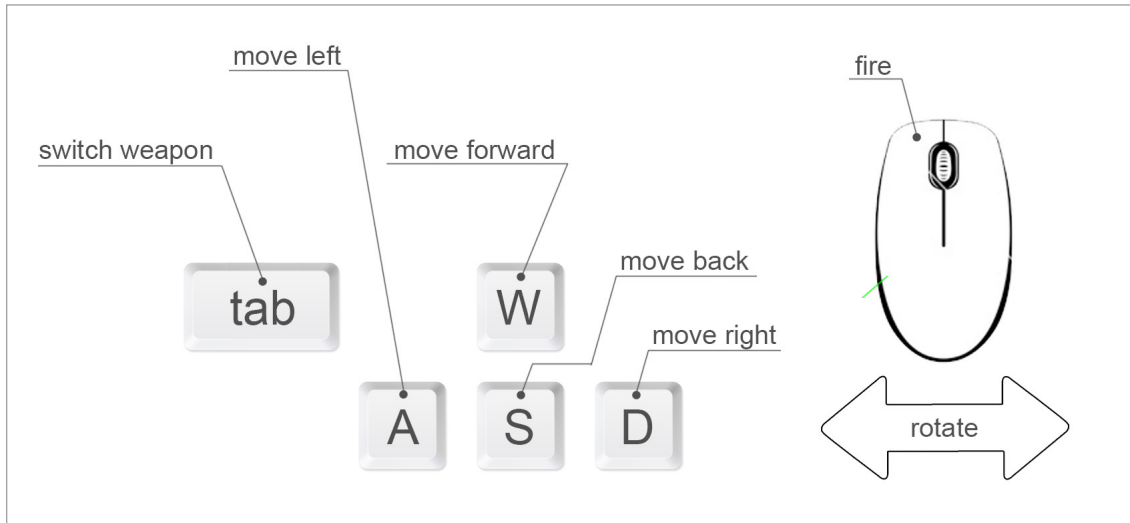 move left
fire
switch weapon
move forward
move back
tab
W
move right
A
S
D
rotate